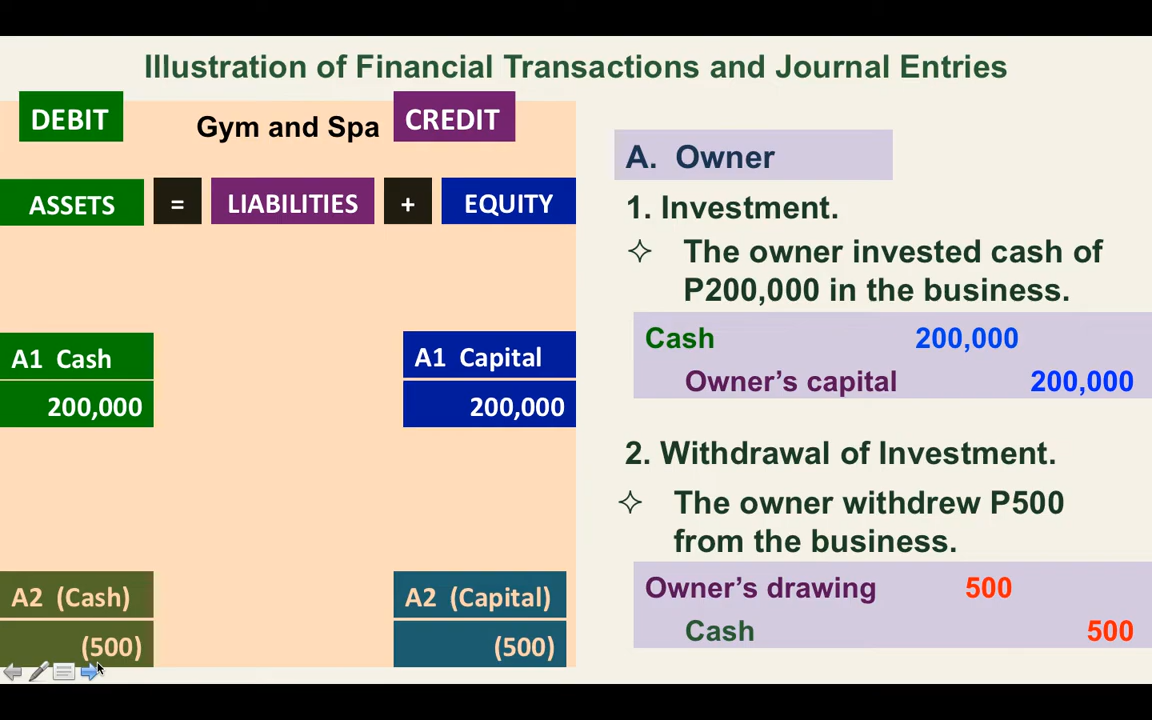 Illustration of Financial Transactions and Journal Entries
DEBIT
Gym and Spa
CREDIT
ASSETS
=
LIABILITIES
+
EQUITY
A1 Cash
200,000
A1 Capital
200,000
A2 (Cash)
(500)
A2 (Capital)
(500)
A. Owner
1. Investment.
The owner invested cash of
P200,000 in the business.
Cash 200,000
Owner’s capital 200,000
2. Withdrawal of Investment.
The owner withdrew P500
from the business.
Owner’s drawing 500
Cash 500